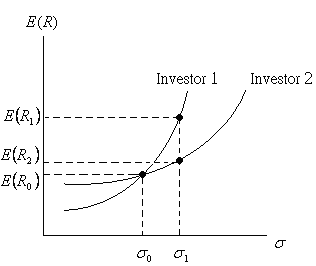 E(R)
Investor 1
Investor 2
E(R₁)
E(R₂)
E(R₀)
σ
σ₀
σ₁